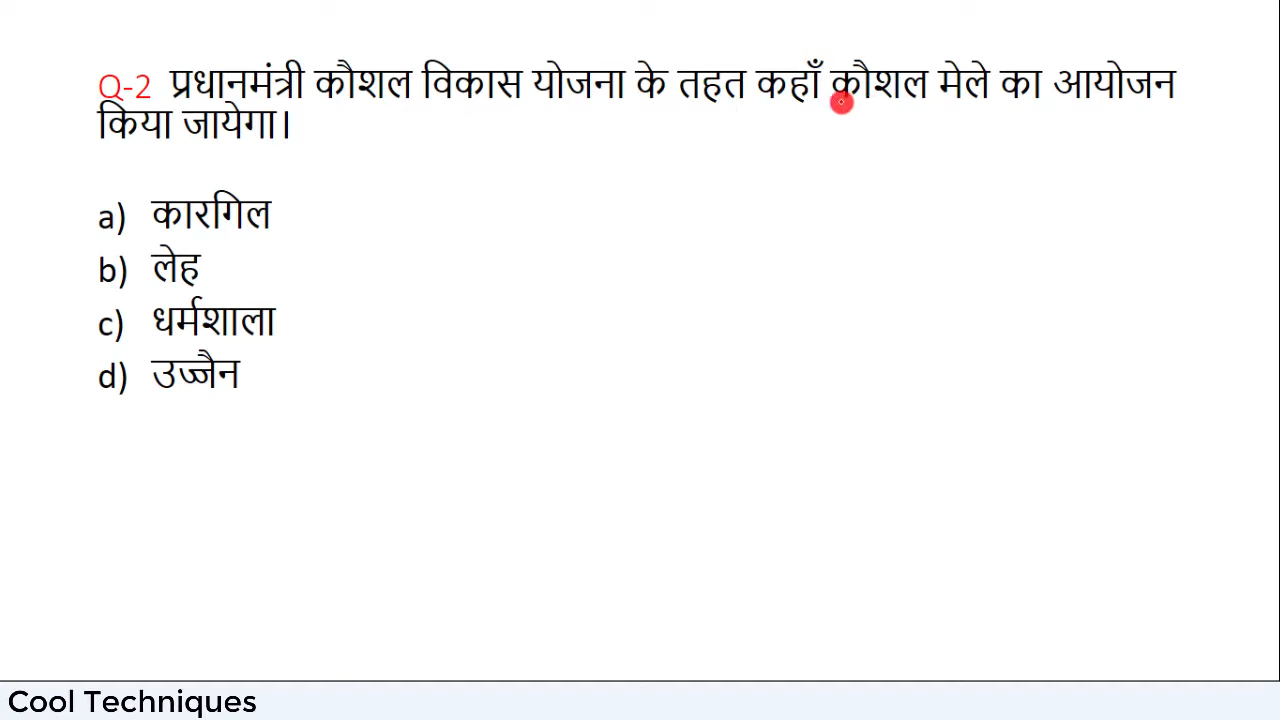 Q-2 प्रधानमंत्री कौशल विकास योजना के तहत कहाँ कौशल मेले का आयोजन
किया जायेगा।
a) कारगिल
b) लेह
c) धर्मशाला
d) उज्जैन
Cool Techniques